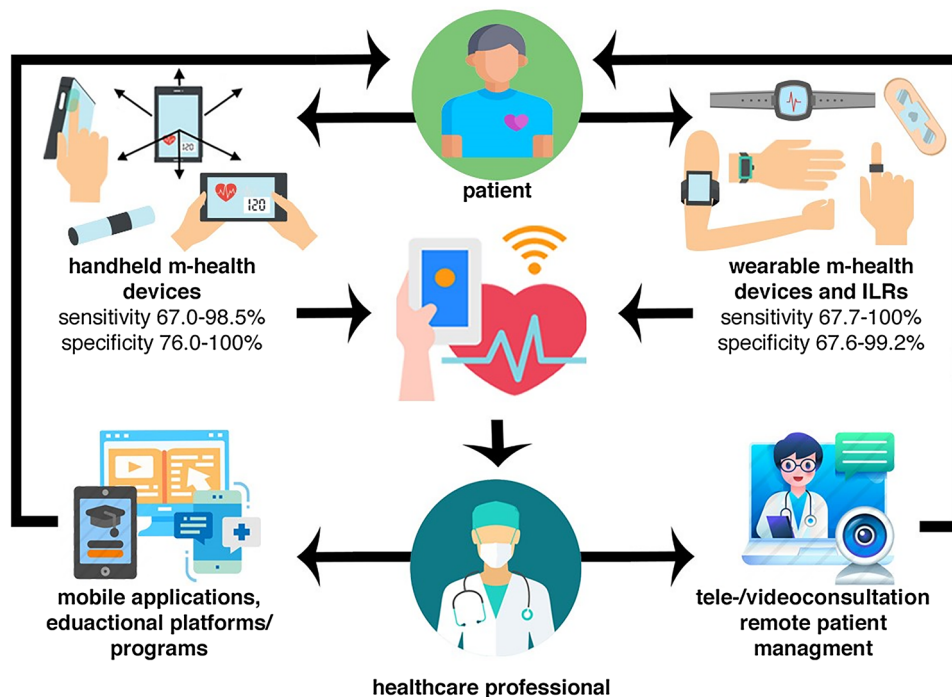 patient
120
120
handheld m-health
devices
sensitivity 67.0-98.5%
specificity 76.0-100%
wearable m-health
devices and ILRs
sensitivity 67.7-100%
specificity 67.6-99.2%
mobile applications,
eduactional platforms/
programs
tele-/videoconsultation
remote patient
managment
healthcare professional